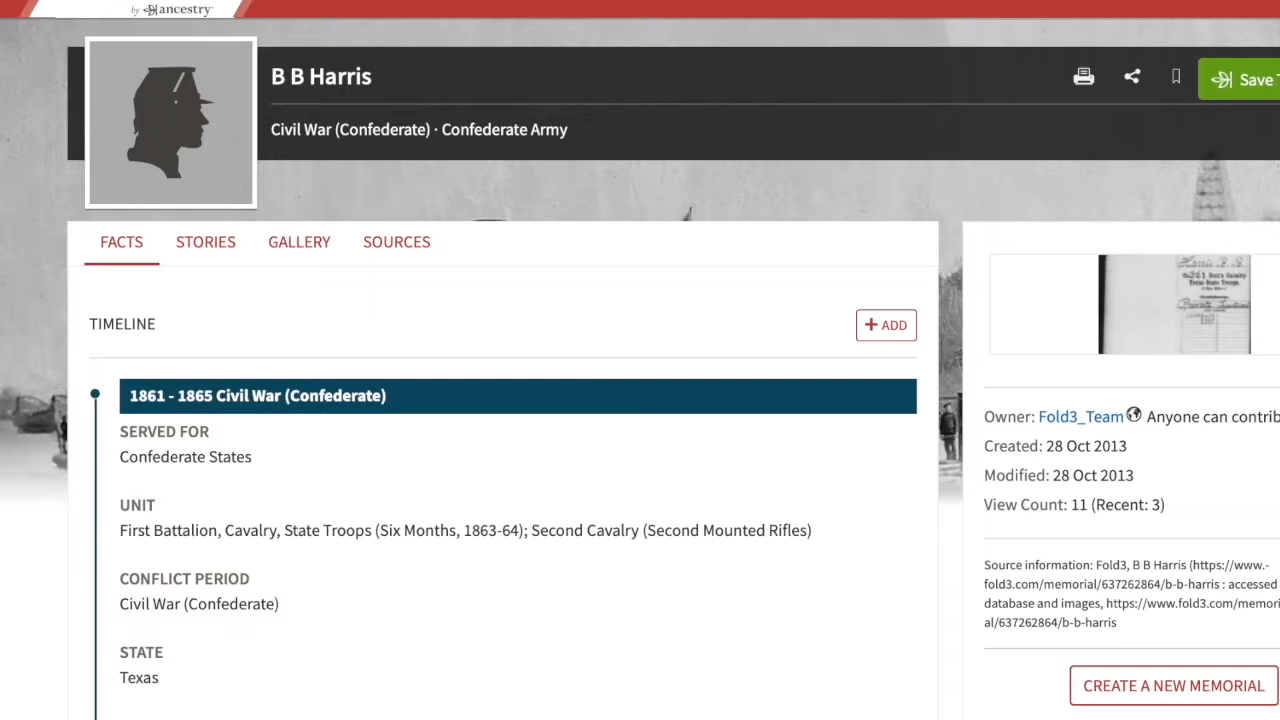 by ancestry
B B Harris
Save
Civil War (Confederate) · Confederate Army
FACTS STORIES GALLERY SOURCES
TIMELINE
+ ADD
1861 - 1865 Civil War (Confederate)
SERVED FOR
Confederate States
UNIT
First Battalion, Cavalry, State Troops (Six Months, 1863-64); Second Cavalry (Second Mounted Rifles)
CONFLICT PERIOD
Civil War (Confederate)
STATE
Texas
Harris B B
Texas State Troops.
Owner: Fold3_Team Anyone can contrib
Created: 28 Oct 2013
Modified: 28 Oct 2013
View Count: 11 (Recent: 3)
Source information: Fold3, B B Harris (https://www.-
fold3.com/memorial/637262864/b-b-harris : accessed
database and images, https://www.fold3.com/memori
al/637262864/b-b-harris
CREATE A NEW MEMORIAL